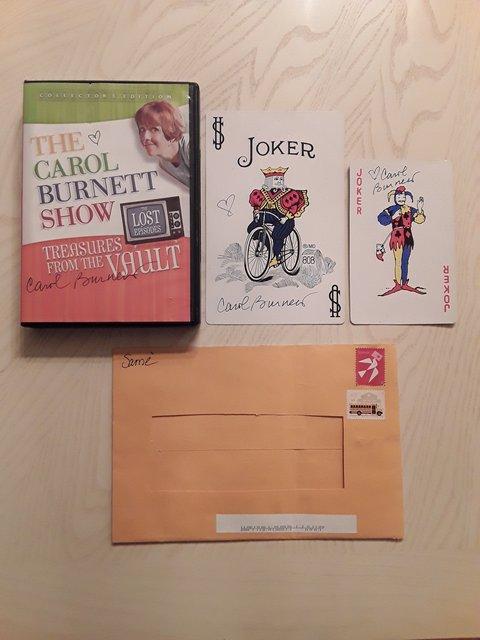 COLLECTOR'S EDITION
THE
CAROL
BURNETT
SHOW
THE
LOST
EPISODES
TREASURES
FROM THE VAULT
Carol Burnett
$
JOKER
808
Carol Burnett
$
JOKER
Carol
Burnett
JOKER
Same